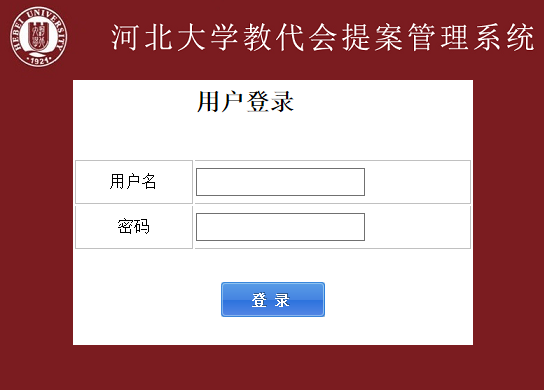 河北大学教代会提案管理系统
HEBEI UNIVERSITY
·1921·
用户登录
用户名
密码
登 录